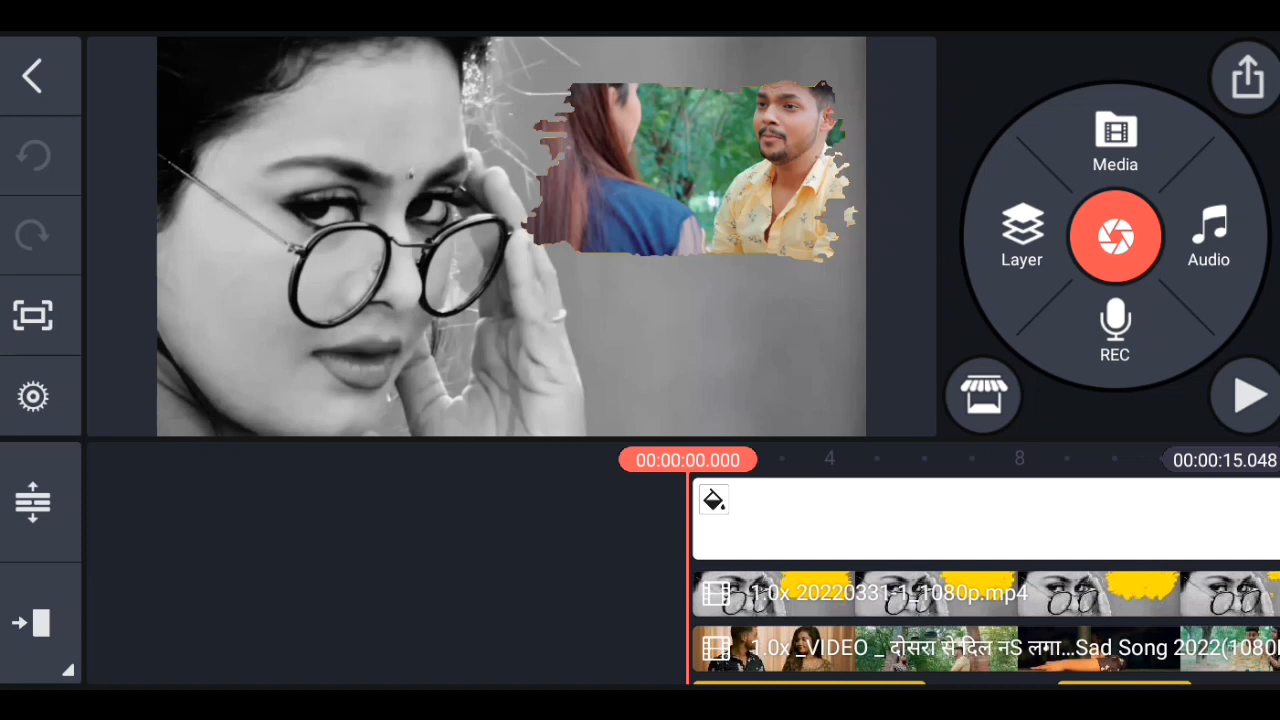 Media
Layer
Audio
REC
00:00:00.000
4
8
00:00:15.048
1.0x 20220331-1_1080p.mp4
1.0x _VIDEO _ दोसरा से दिल नS लगा...Sad Song 2022(1080